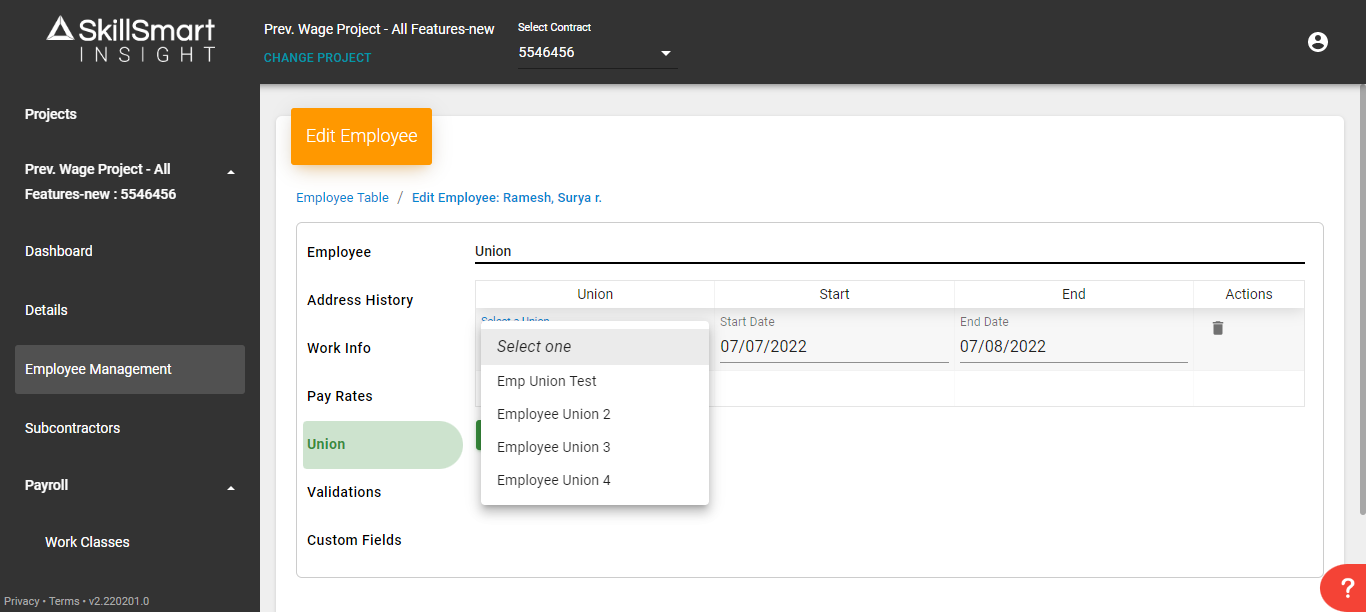 SkillSmart
INSIGHT
Prev. Wage Project - All Features-new
CHANGE PROJECT
Select Contract
5546456
Projects
Prev. Wage Project - All
Features-new : 5546456
Dashboard
Details
Employee Management
Subcontractors
Payroll
Work Classes
Privacy • Terms • v2.220201.0
Edit Employee
Employee Table / Edit Employee: Ramesh, Surya r.
Employee
Address History
Work Info
Pay Rates
Union
Validations
Custom Fields
Union
Union Start End Actions
Select a Union
Start Date
07/07/2022
End Date
07/08/2022
Select one
Emp Union Test
Employee Union 2
Employee Union 3
Employee Union 4
?